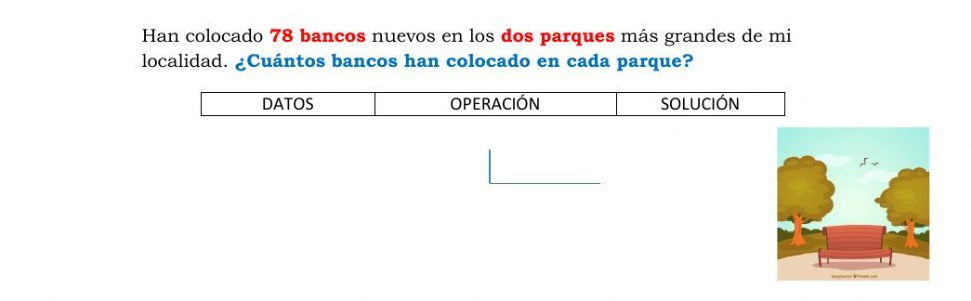 Han colocado 78 bancos nuevos en los dos parques más grandes de mi
localidad. ¿Cuántos bancos han colocado en cada parque?
DATOS OPERACIÓN SOLUCIÓN